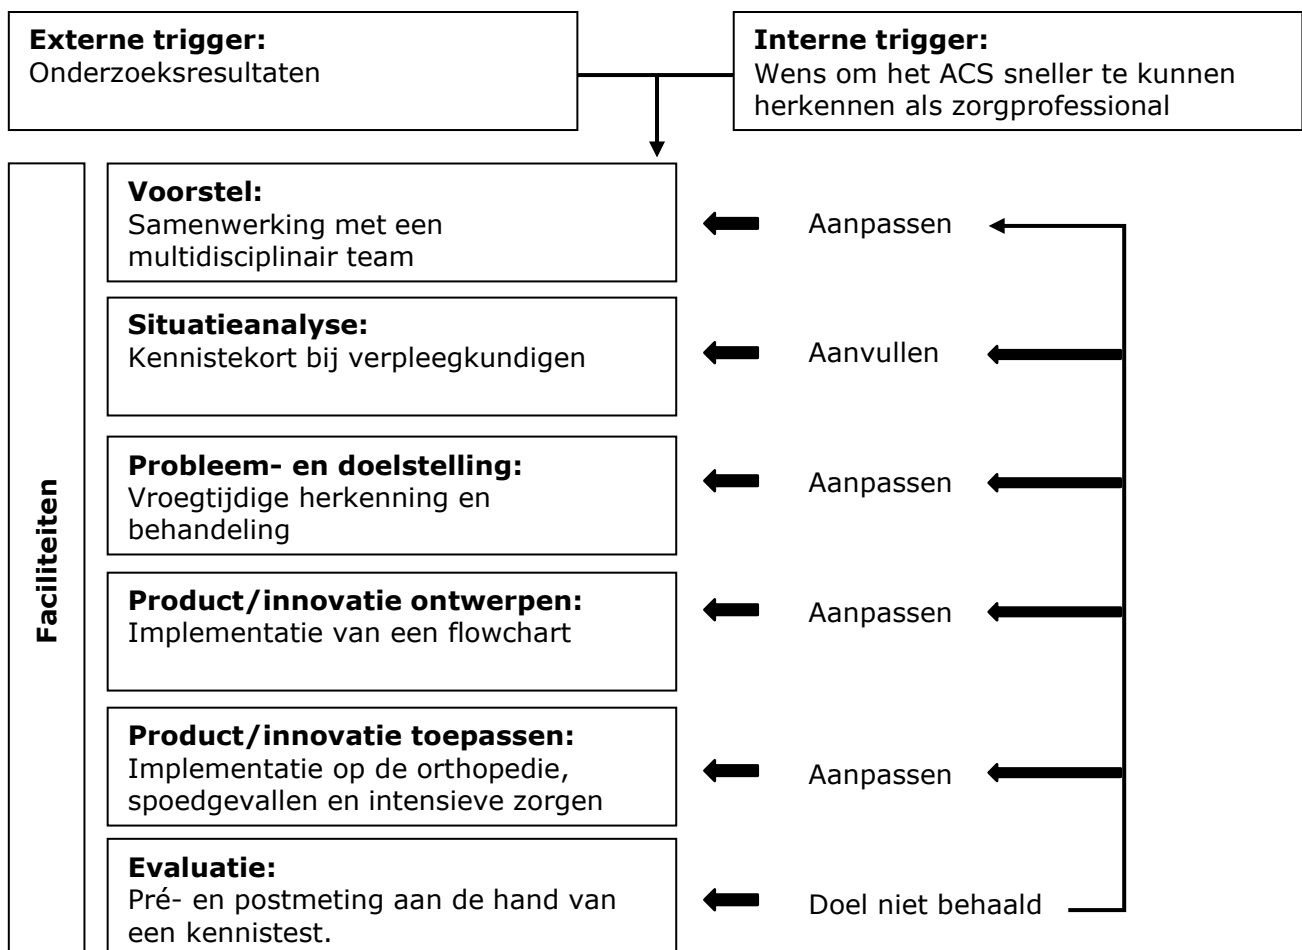 Externe trigger:
Onderzoeksresultaten
Interne trigger:
Wens om het ACS sneller te kunnen
herkennen als zorgprofessional
Faciliteiten
Voorstel:
Samenwerking met een
multidisciplinair team
Aanpassen
Situatieanalyse:
Kennistekort bij verpleegkundigen
Aanvullen
Probleem- en doelstelling:
Vroegtijdige herkenning en
behandeling
Aanpassen
Product/innovatie ontwerpen:
Implementatie van een flowchart
Aanpassen
Product/innovatie toepassen:
Implementatie op de orthopedie,
spoedgevallen en intensieve zorgen
Aanpassen
Evaluatie:
Pré- en postmeting aan de hand van
een kennistest.
Doel niet behaald